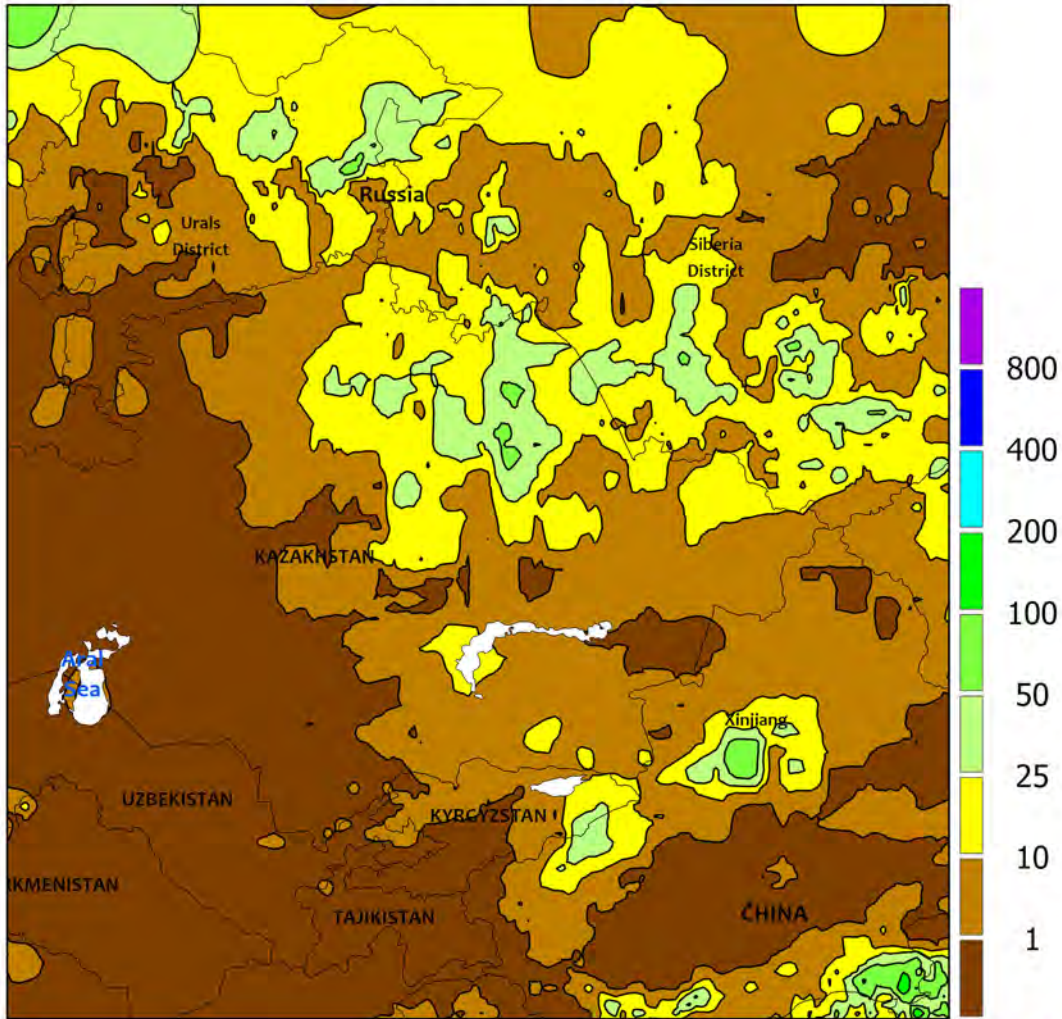 Russia
Urals
District
Siberia
District
800
400
200
100
50
25
10
1
KAZAKHSTAN
Aral
Sea
Xinjiang
UZBEKISTAN
KYRGYZSTAN
RKMENISTAN
TAJIKISTAN
CHINA